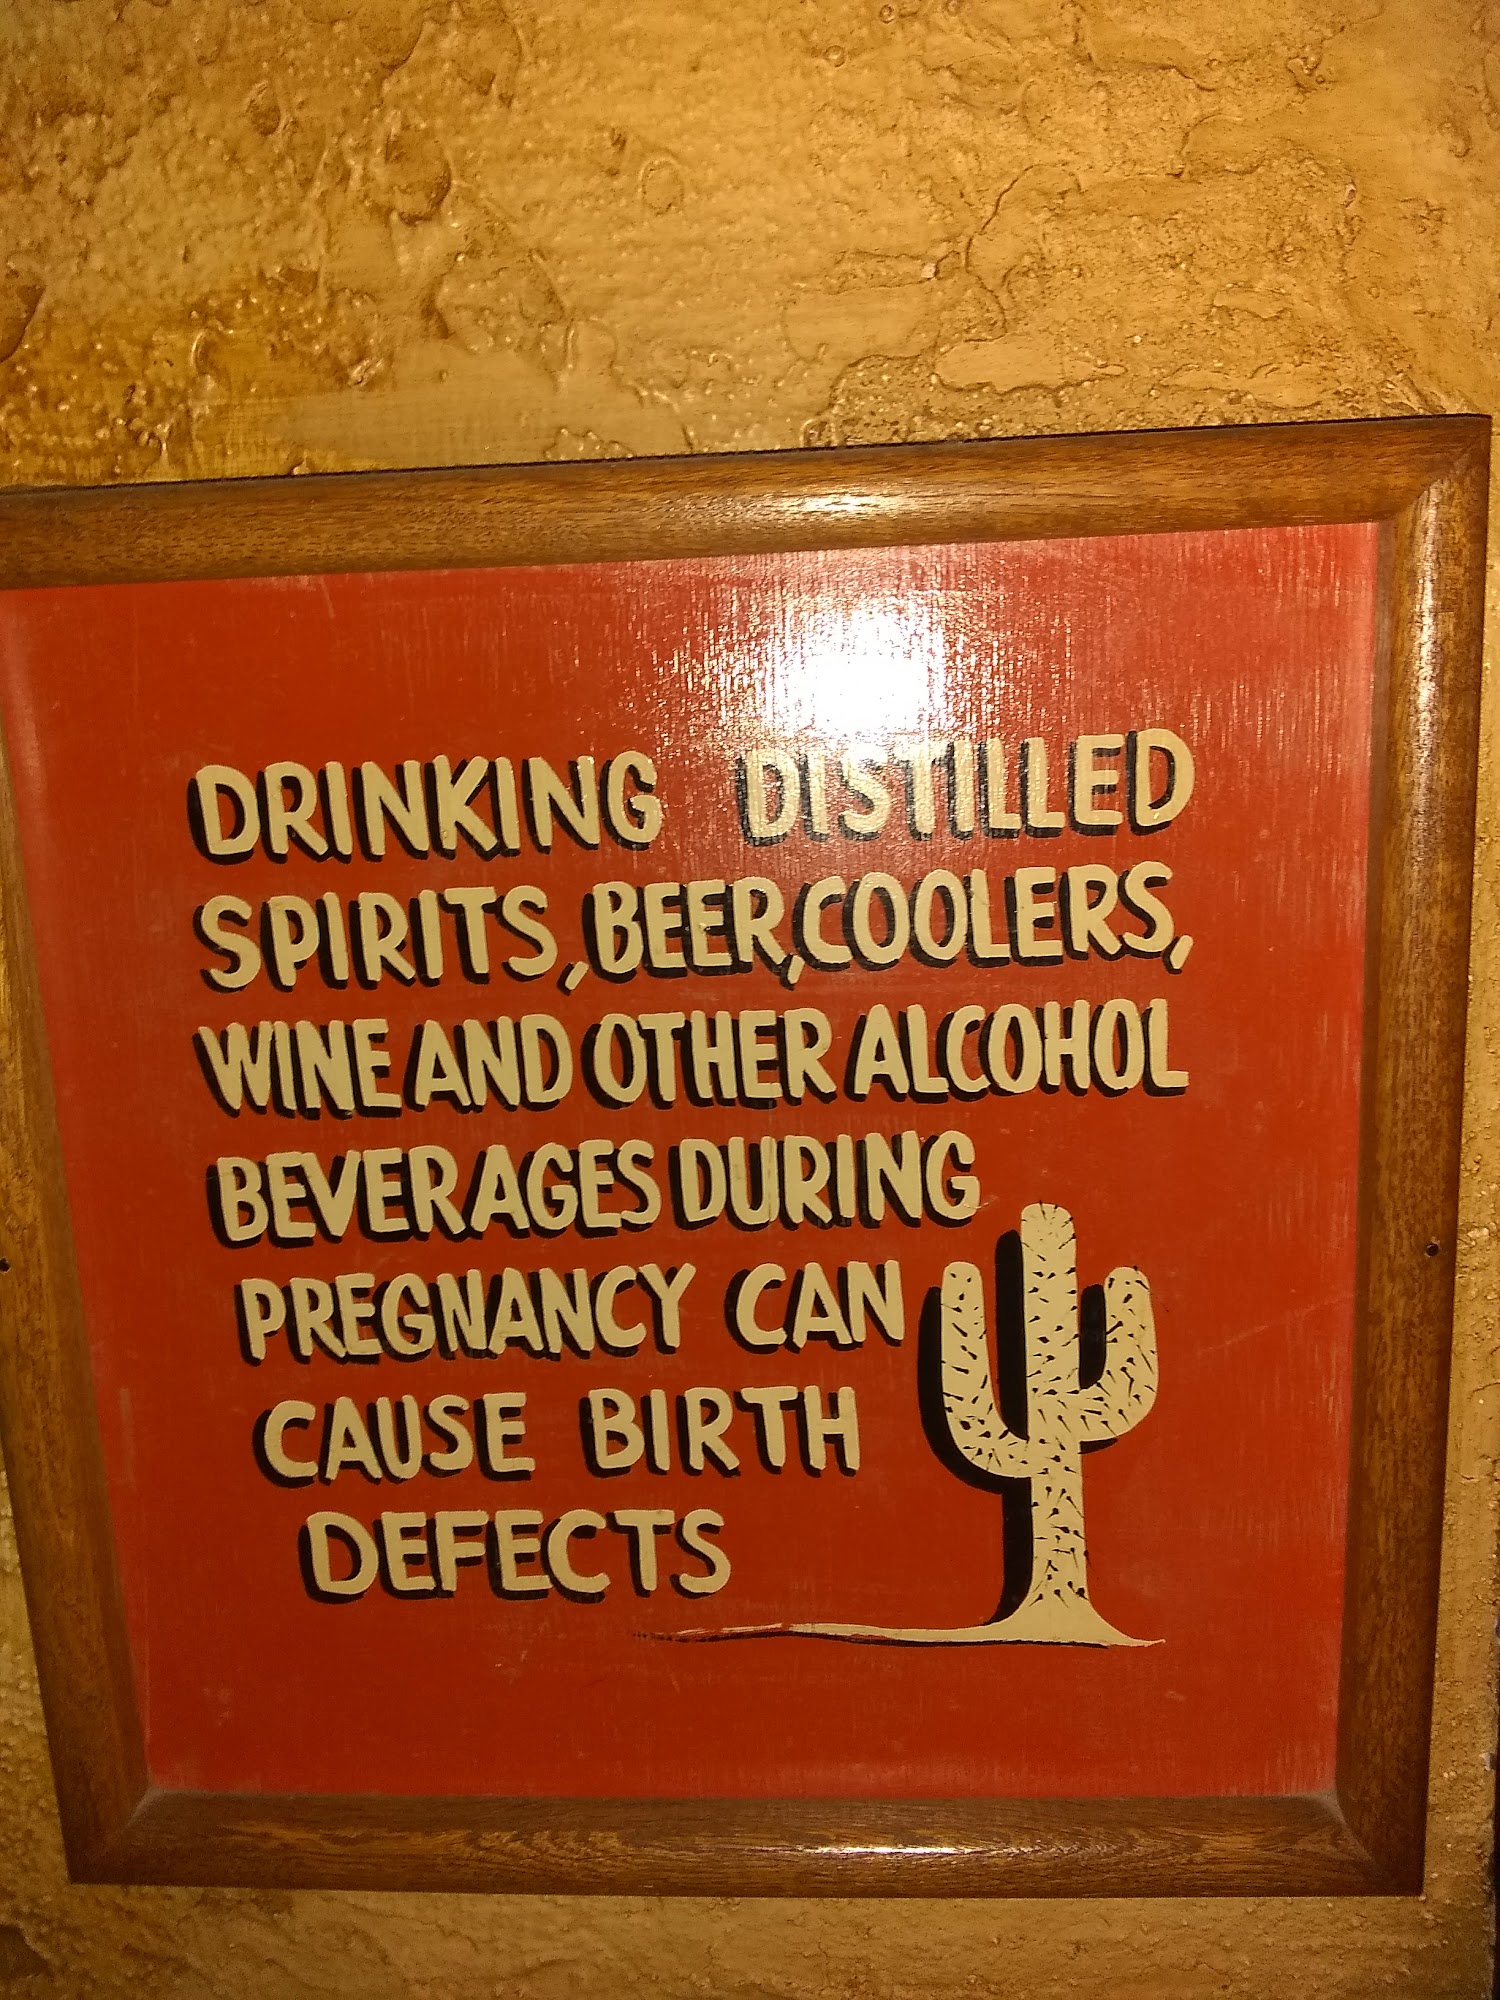 DRINKING DISTILLED
SPIRITS, BEER, COOLERS,
WINE AND OTHER ALCOHOL
BEVERAGES DURING
PREGNANCY CAN
CAUSE BIRTH
DEFECTS